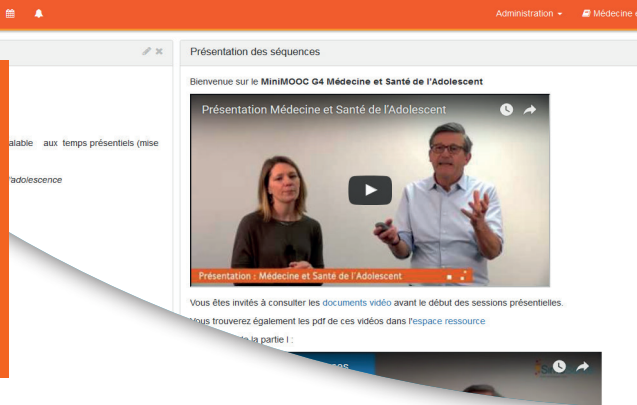 Administration
Médecine e
Présentation des séquences
Bienvenue sur le MiniMOOC G4 Médecine et Santé de l'Adolescent
Présentation Médecine et Santé de l'Adolescent
alable aux temps présentiels (mise
l'adolescence
Présentation : Médecine et Santé de l'Adolescent
Vous êtes invités à consulter les documents vidéo avant le début des sessions présentielles.
Vous trouverez également les pdf de ces vidéos dans l'espace ressource
de la partie I :